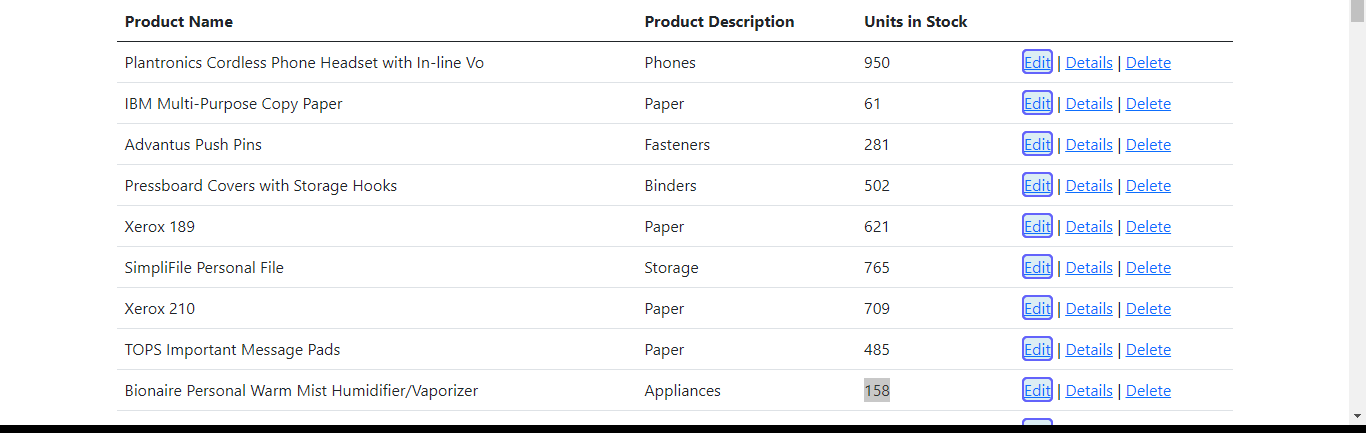 Product Name Product Description Units in Stock
Plantronics Cordless Phone Headset with In-line Vo Phones 950 Edit | Details | Delete
IBM Multi-Purpose Copy Paper Paper 61 Edit | Details | Delete
Advantus Push Pins Fasteners 281 Edit | Details | Delete
Pressboard Covers with Storage Hooks Binders 502 Edit | Details | Delete
Xerox 189 Paper 621 Edit | Details | Delete
SimpliFile Personal File Storage 765 Edit | Details | Delete
Xerox 210 Paper 709 Edit | Details | Delete
TOPS Important Message Pads Paper 485 Edit | Details | Delete
Bionaire Personal Warm Mist Humidifier/Vaporizer Appliances 158 Edit | Details | Delete